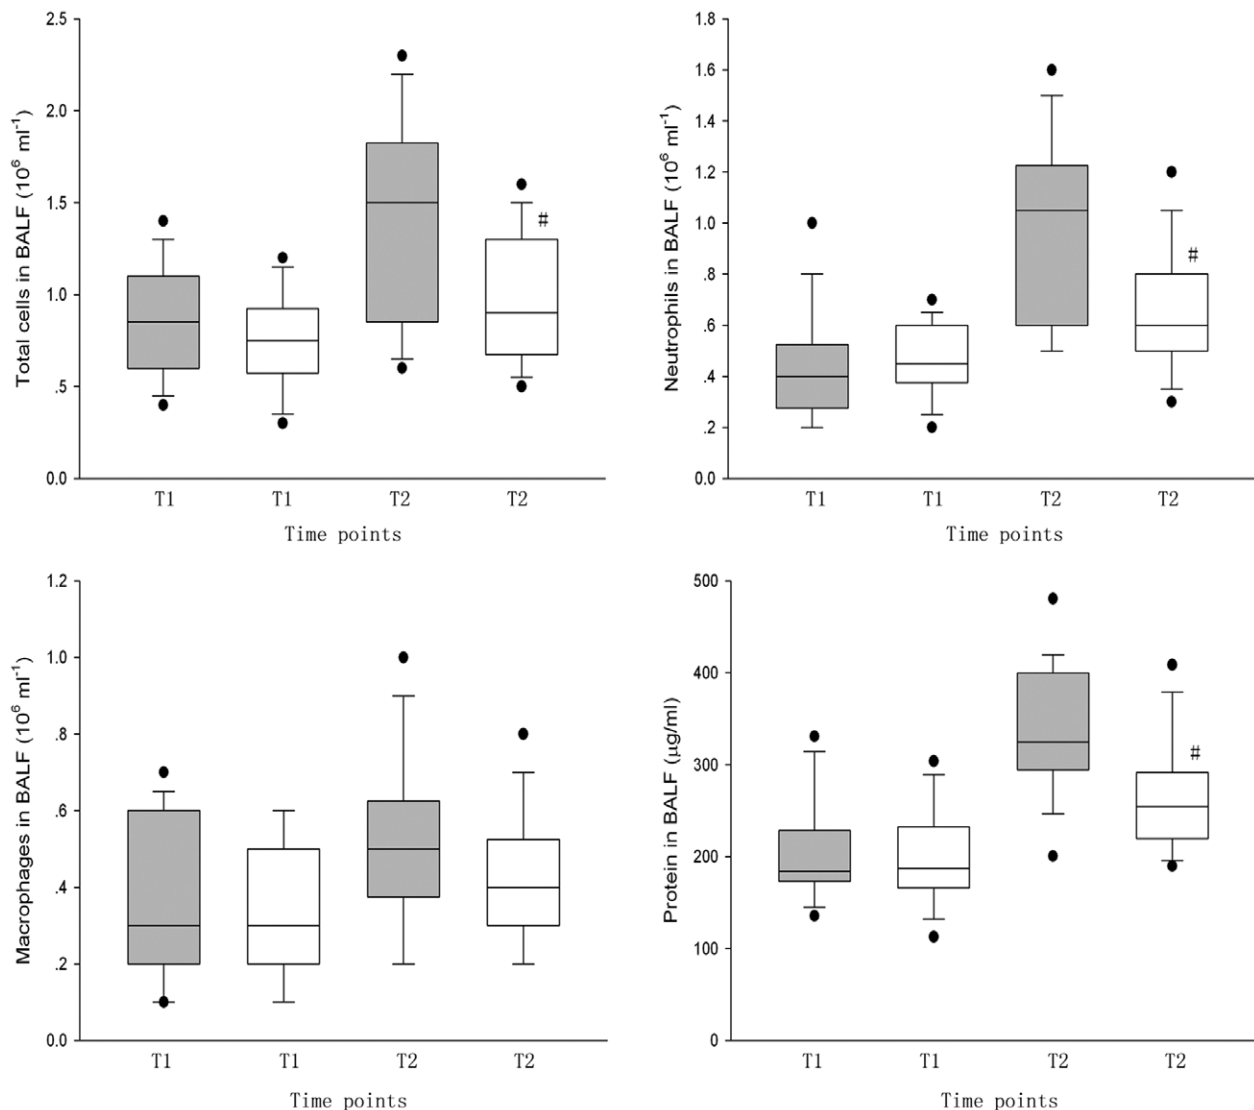 Total cells in BALF (10⁶ ml⁻¹)
2.5
2.0
1.5
1.0
.5
0.0
#
T1 T1 T2 T2
Time points
Neutrophils in BALF (10⁶ ml⁻¹)
1.8
1.6
1.4
1.2
1.0
.8
.6
.4
.2
0.0
#
T1 T1 T2 T2
Time points
Macrophages in BALF (10⁶ ml⁻¹)
1.2
1.0
.8
.6
.4
.2
0.0
T1 T1 T2 T2
Time points
Protein in BALF (µg/ml)
500
400
300
200
100
0
#
T1 T1 T2 T2
Time points